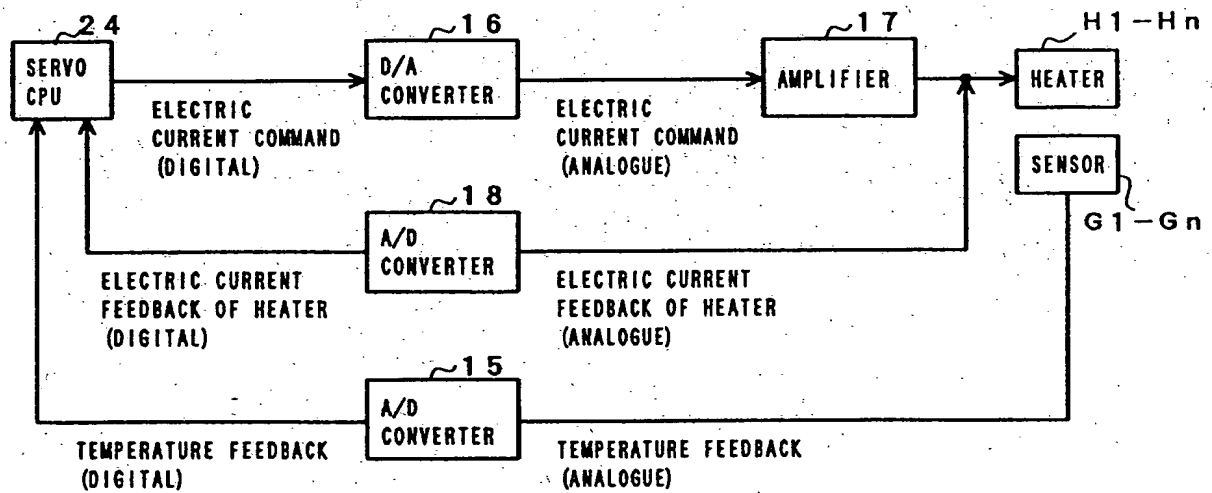 24
SERVO
CPU
ELECTRIC
CURRENT COMMAND
(DIGITAL)
16
D/A
CONVERTER
ELECTRIC
CURRENT COMMAND
(ANALOGUE)
17
AMPLIFIER
H1-Hn
HEATER
SENSOR
G1-Gn
18
A/D
CONVERTER
ELECTRIC CURRENT
FEEDBACK OF HEATER
(DIGITAL)
ELECTRIC CURRENT
FEEDBACK OF HEATER
(ANALOGUE)
15
A/D
CONVERTER
TEMPERATURE FEEDBACK
(DIGITAL)
TEMPERATURE FEEDBACK
(ANALOGUE)